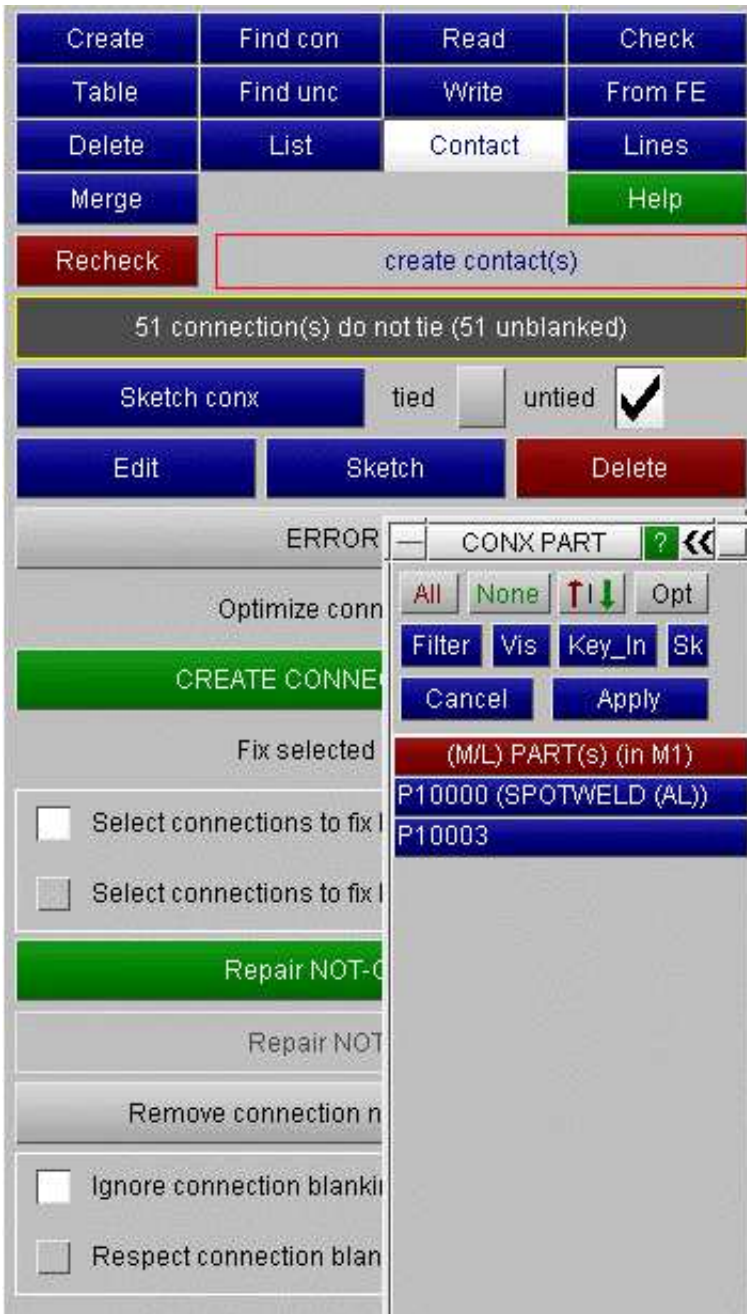 Create Find con Read Check
Table Find unc Write From FE
Delete List Contact Lines
Merge Help
Recheck create contact(s)
51 connection(s) do not tie (51 unblanked)
Sketch conx tied untied
Edit Sketch Delete
ERROR
CONX PART ?
Optimize conn
All None Opt
Filter Vis Key_In Sk
CREATE CONNE
Cancel Apply
Fix selected
(M/L) PART(s) (in M1)
P10000 (SPOTWELD (AL))
Select connections to fix
P10003
Select connections to fix
Repair NOT-
Repair NOT
Remove connection n
Ignore connection blanki
Respect connection blan